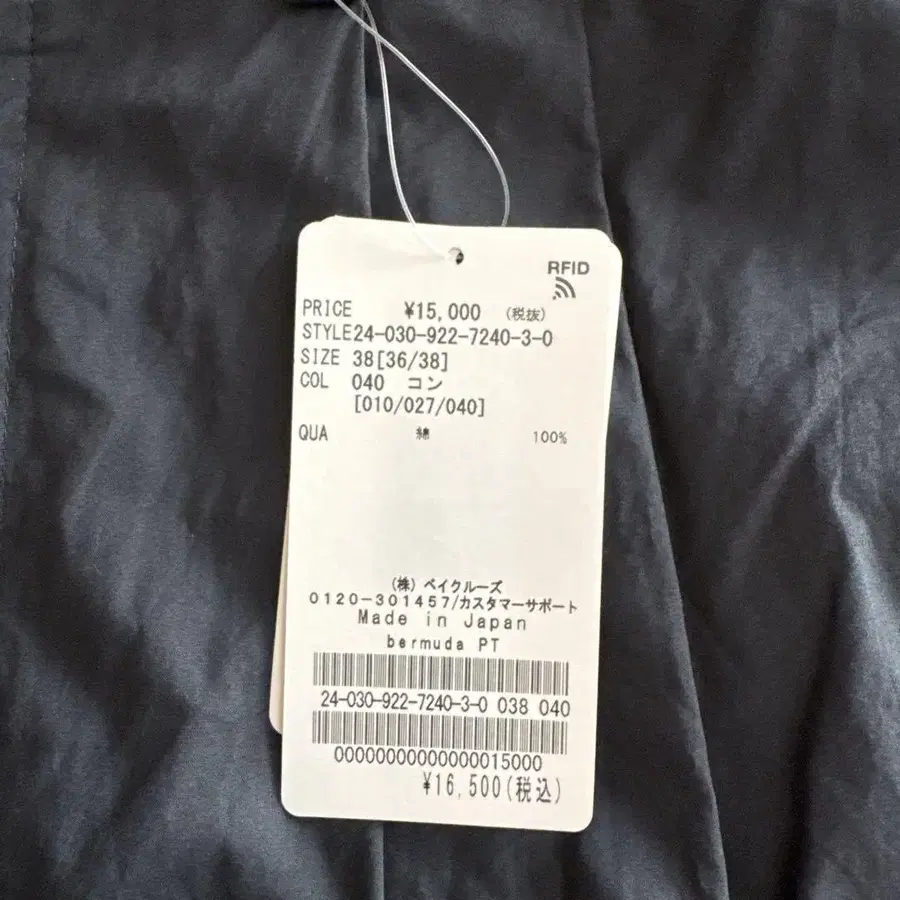 RFID
PRICE ¥15,000 (税抜)
STYLE24-030-922-7240-3-0
SIZE 38[36/38]
COL 040 コン
[010/027/040]
QUA 綿 100%
(株)ベイクルーズ
0120-301457/カスタマーサポート
Made in Japan
bermuda PT
24-030-922-7240-3-0 038 040
00000000000000015000
¥16,500(税込)